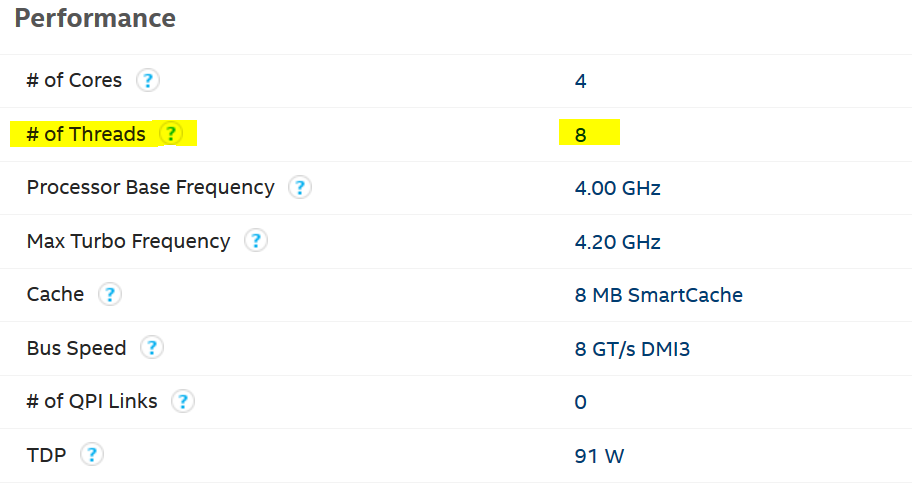 Performance
# of Cores ? 4
# of Threads ? 8
Processor Base Frequency ? 4.00 GHz
Max Turbo Frequency ? 4.20 GHz
Cache ? 8 MB SmartCache
Bus Speed ? 8 GT/s DMI3
# of QPI Links ? 0
TDP ? 91 W